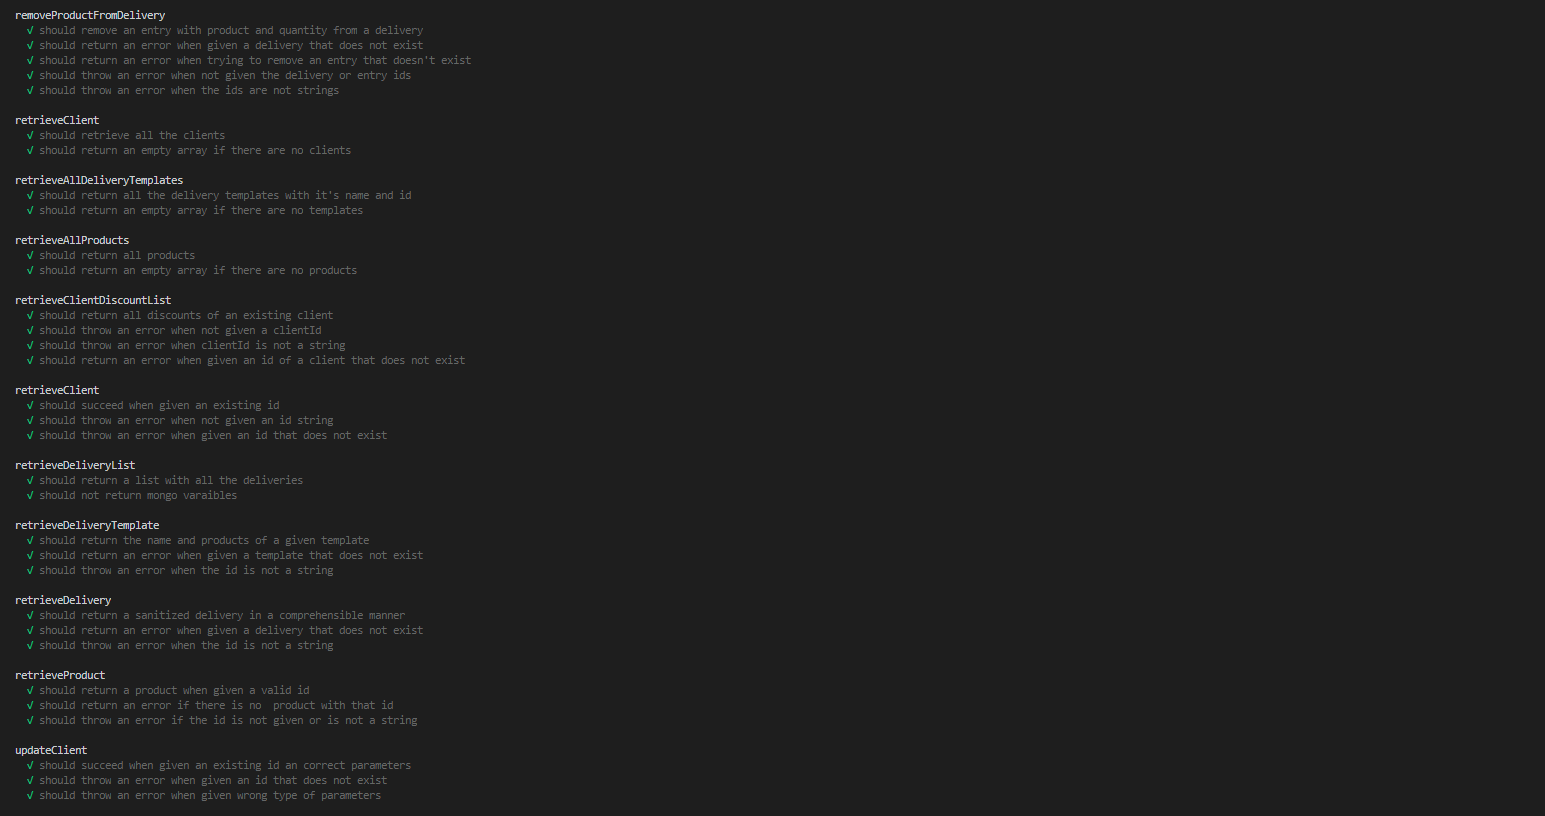 removeProductFromDelivery
√ should remove an entry with product and quantity from a delivery
√ should return an error when given a delivery that does not exist
√ should return an error when trying to remove an entry that doesn't exist
√ should throw an error when not given the delivery or entry ids
√ should throw an error when the ids are not strings
retrieveClient
√ should retrieve all the clients
√ should return an empty array if there are no clients
retrieveAllDeliveryTemplates
√ should return all the delivery templates with it's name and id
√ should return an empty array if there are no templates
retrieveAllProducts
√ should return all products
√ should return an empty array if there are no products
retrieveClientDiscountList
√ should return all discounts of an existing client
√ should throw an error when not given a clientId
√ should throw an error when clientId is not a string
√ should return an error when given an id of a client that does not exist
retrieveClient
√ should succeed when given an existing id
√ should throw an error when not given an id string
√ should throw an error when given an id that does not exist
retrieveDeliveryList
√ should return a list with all the deliveries
√ should not return mongo varaibles
retrieveDeliveryTemplate
√ should return the name and products of a given template
√ should return an error when given a template that does not exist
√ should throw an error when the id is not a string
retrieveDelivery
√ should return a sanitized delivery in a comprehensible manner
√ should return an error when given a delivery that does not exist
√ should throw an error when the id is not a string
retrieveProduct
√ should return a product when given a valid id
√ should return an error if there is no  product with that id
√ should throw an error if the id is not given or is not a string
updateClient
√ should succeed when given an existing id an correct parameters
√ should throw an error when given an id that does not exist
√ should throw an error when given wrong type of parameters